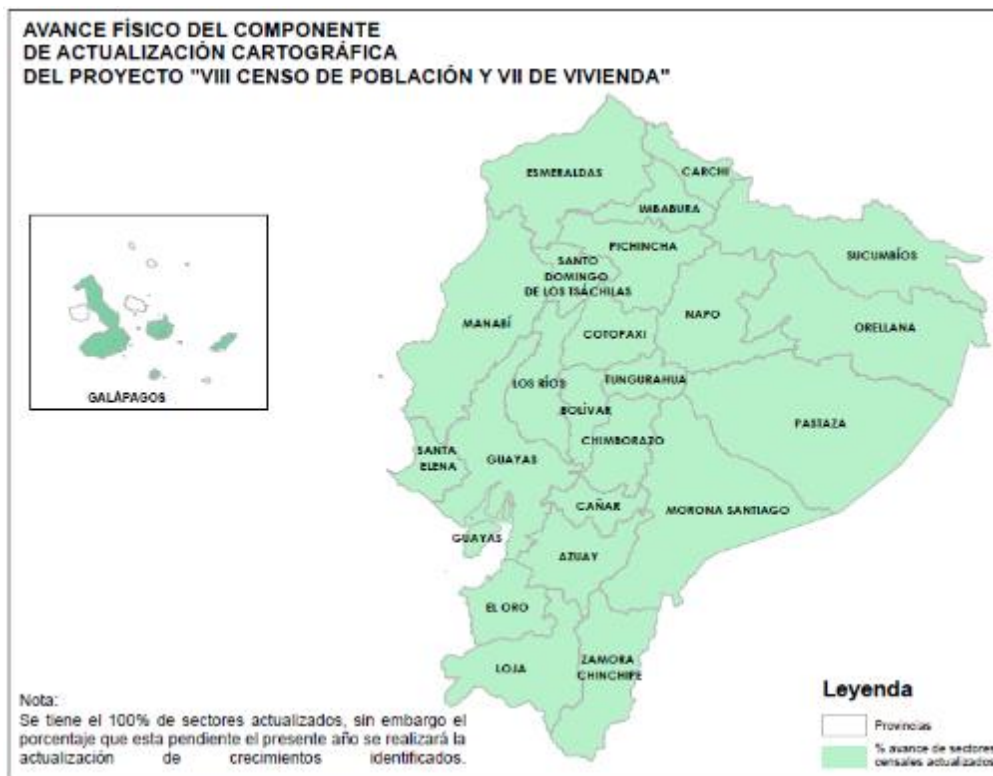 AVANCE FÍSICO DEL COMPONENTE
DE ACTUALIZACIÓN CARTOGRÁFICA
DEL PROYECTO "VIII CENSO DE POBLACIÓN Y VII DE VIVIENDA"
ESMERALDAS
CARCHI
IMBABURA
PICHINCHA
SUCUMBÍOS
SANTO
DOMINGO
DE LOS TSÁCHILAS
NAPO
MANABÍ
COTOPAXI
ORELLANA
GALÁPAGOS
LOS RÍOS
TUNGURAHUA
BOLÍVAR
PASTAZA
CHIMBORAZO
SANTA
ELENA
GUAYAS
CAÑAR
MORONA SANTIAGO
GUAYAS
AZUAY
EL ORO
LOJA
ZAMORA
CHINCHIPE
Nota:
Se tiene el 100% de sectores actualizados, sin embargo el
porcentaje que esta pendiente el presente año se realizará la
actualización de crecimientos identificados.
Leyenda
Provincias
% avance de sectores
censales actualizados